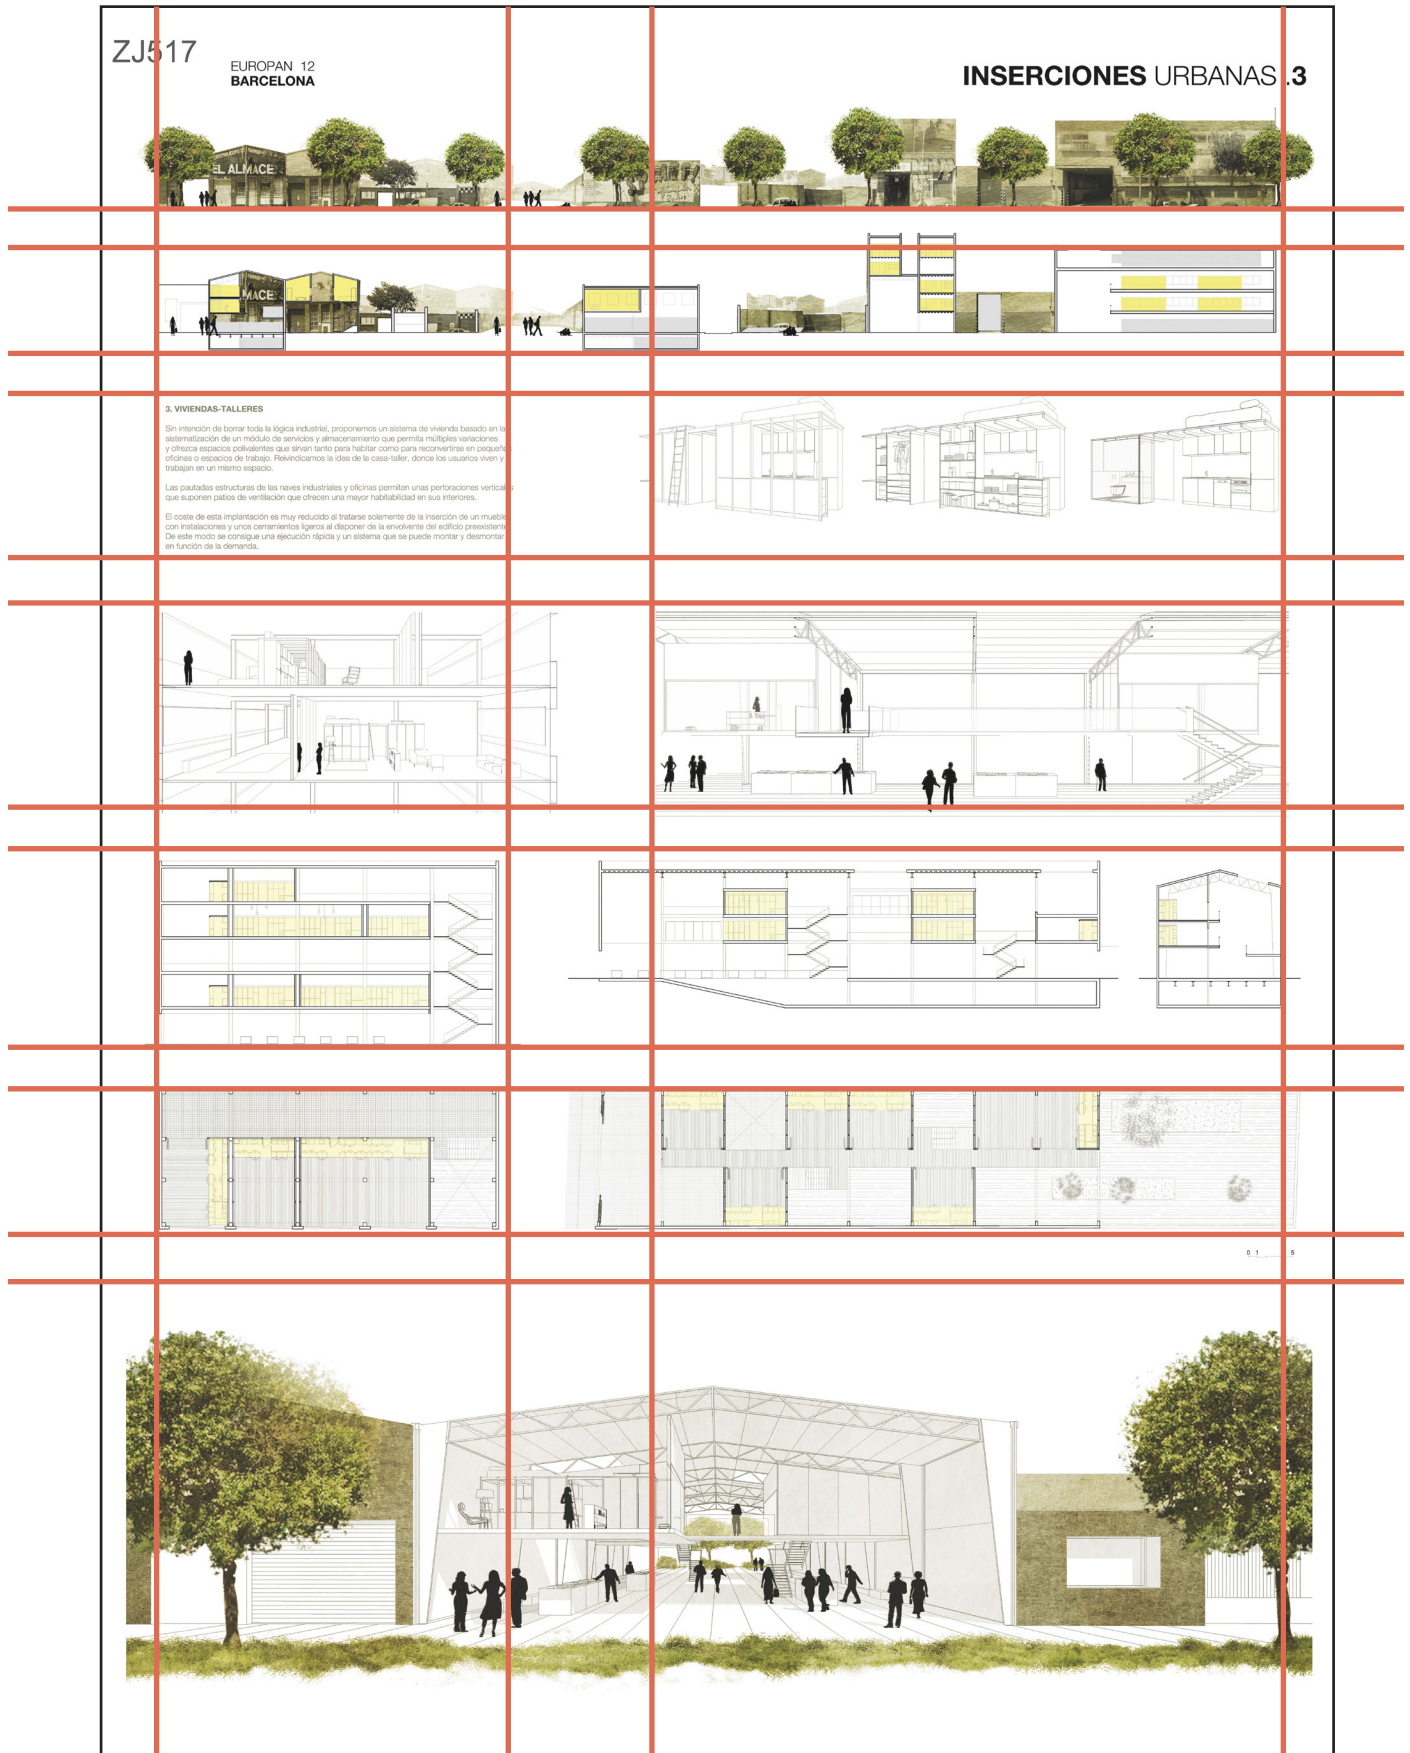 ZJ517
EUROPAN 12
BARCELONA
INSERCIONES URBANAS .3
EL ALMACE
MACE
3. VIVIENDAS-TALLERES
Sin intención de borrar toda la lógica industrial, proponemos un sistema de vivienda basado en la
sistematización de un módulo de servicios y almacenamiento que permita múltiples variaciones
y ofrezca espacios polivalentes que sirvan tanto para habitar como para reconvertirse en pequeñas
oficinas o espacios de trabajo. Reivindicamos la idea de la casa-taller, donde los usuarios viven y
trabajan en un mismo espacio.
Las pautadas estructuras de las naves industriales y oficinas permiten unas perforaciones verticales
que suponen patios de ventilación que ofrecen una mayor habitabilidad en sus interiores.
El coste de esta implantación es muy reducido al tratarse solamente de la inserción de un mueble
con instalaciones y unos cerramientos ligeros al disponer de la envolvente del edificio preexistente.
De este modo se consigue una ejecución rápida y un sistema que se puede montar y desmontar
en función de la demanda.
0 1 5